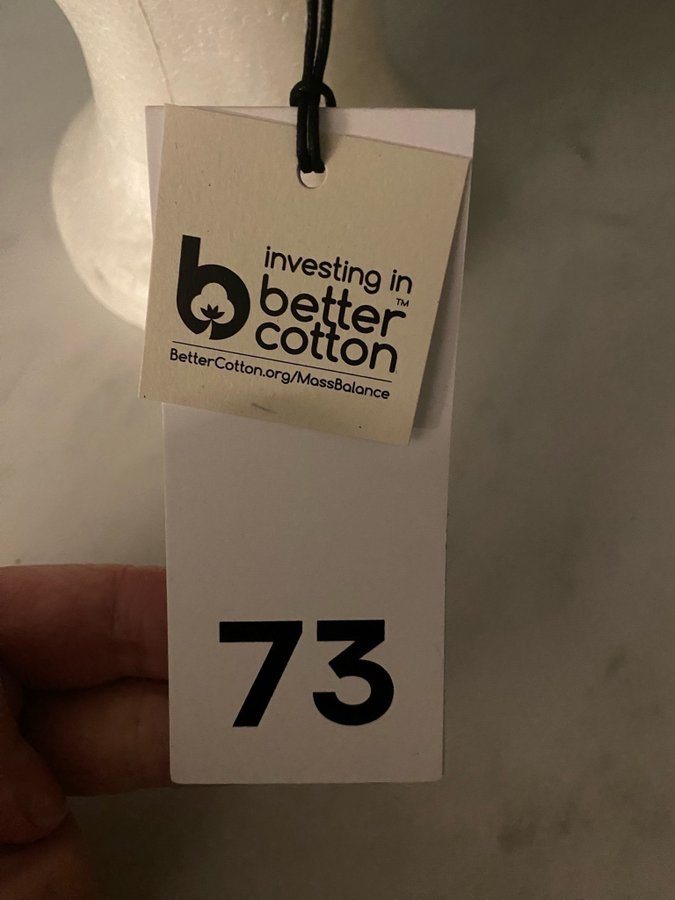 b investing in
better™
cotton
BetterCotton.org/MassBalance
73